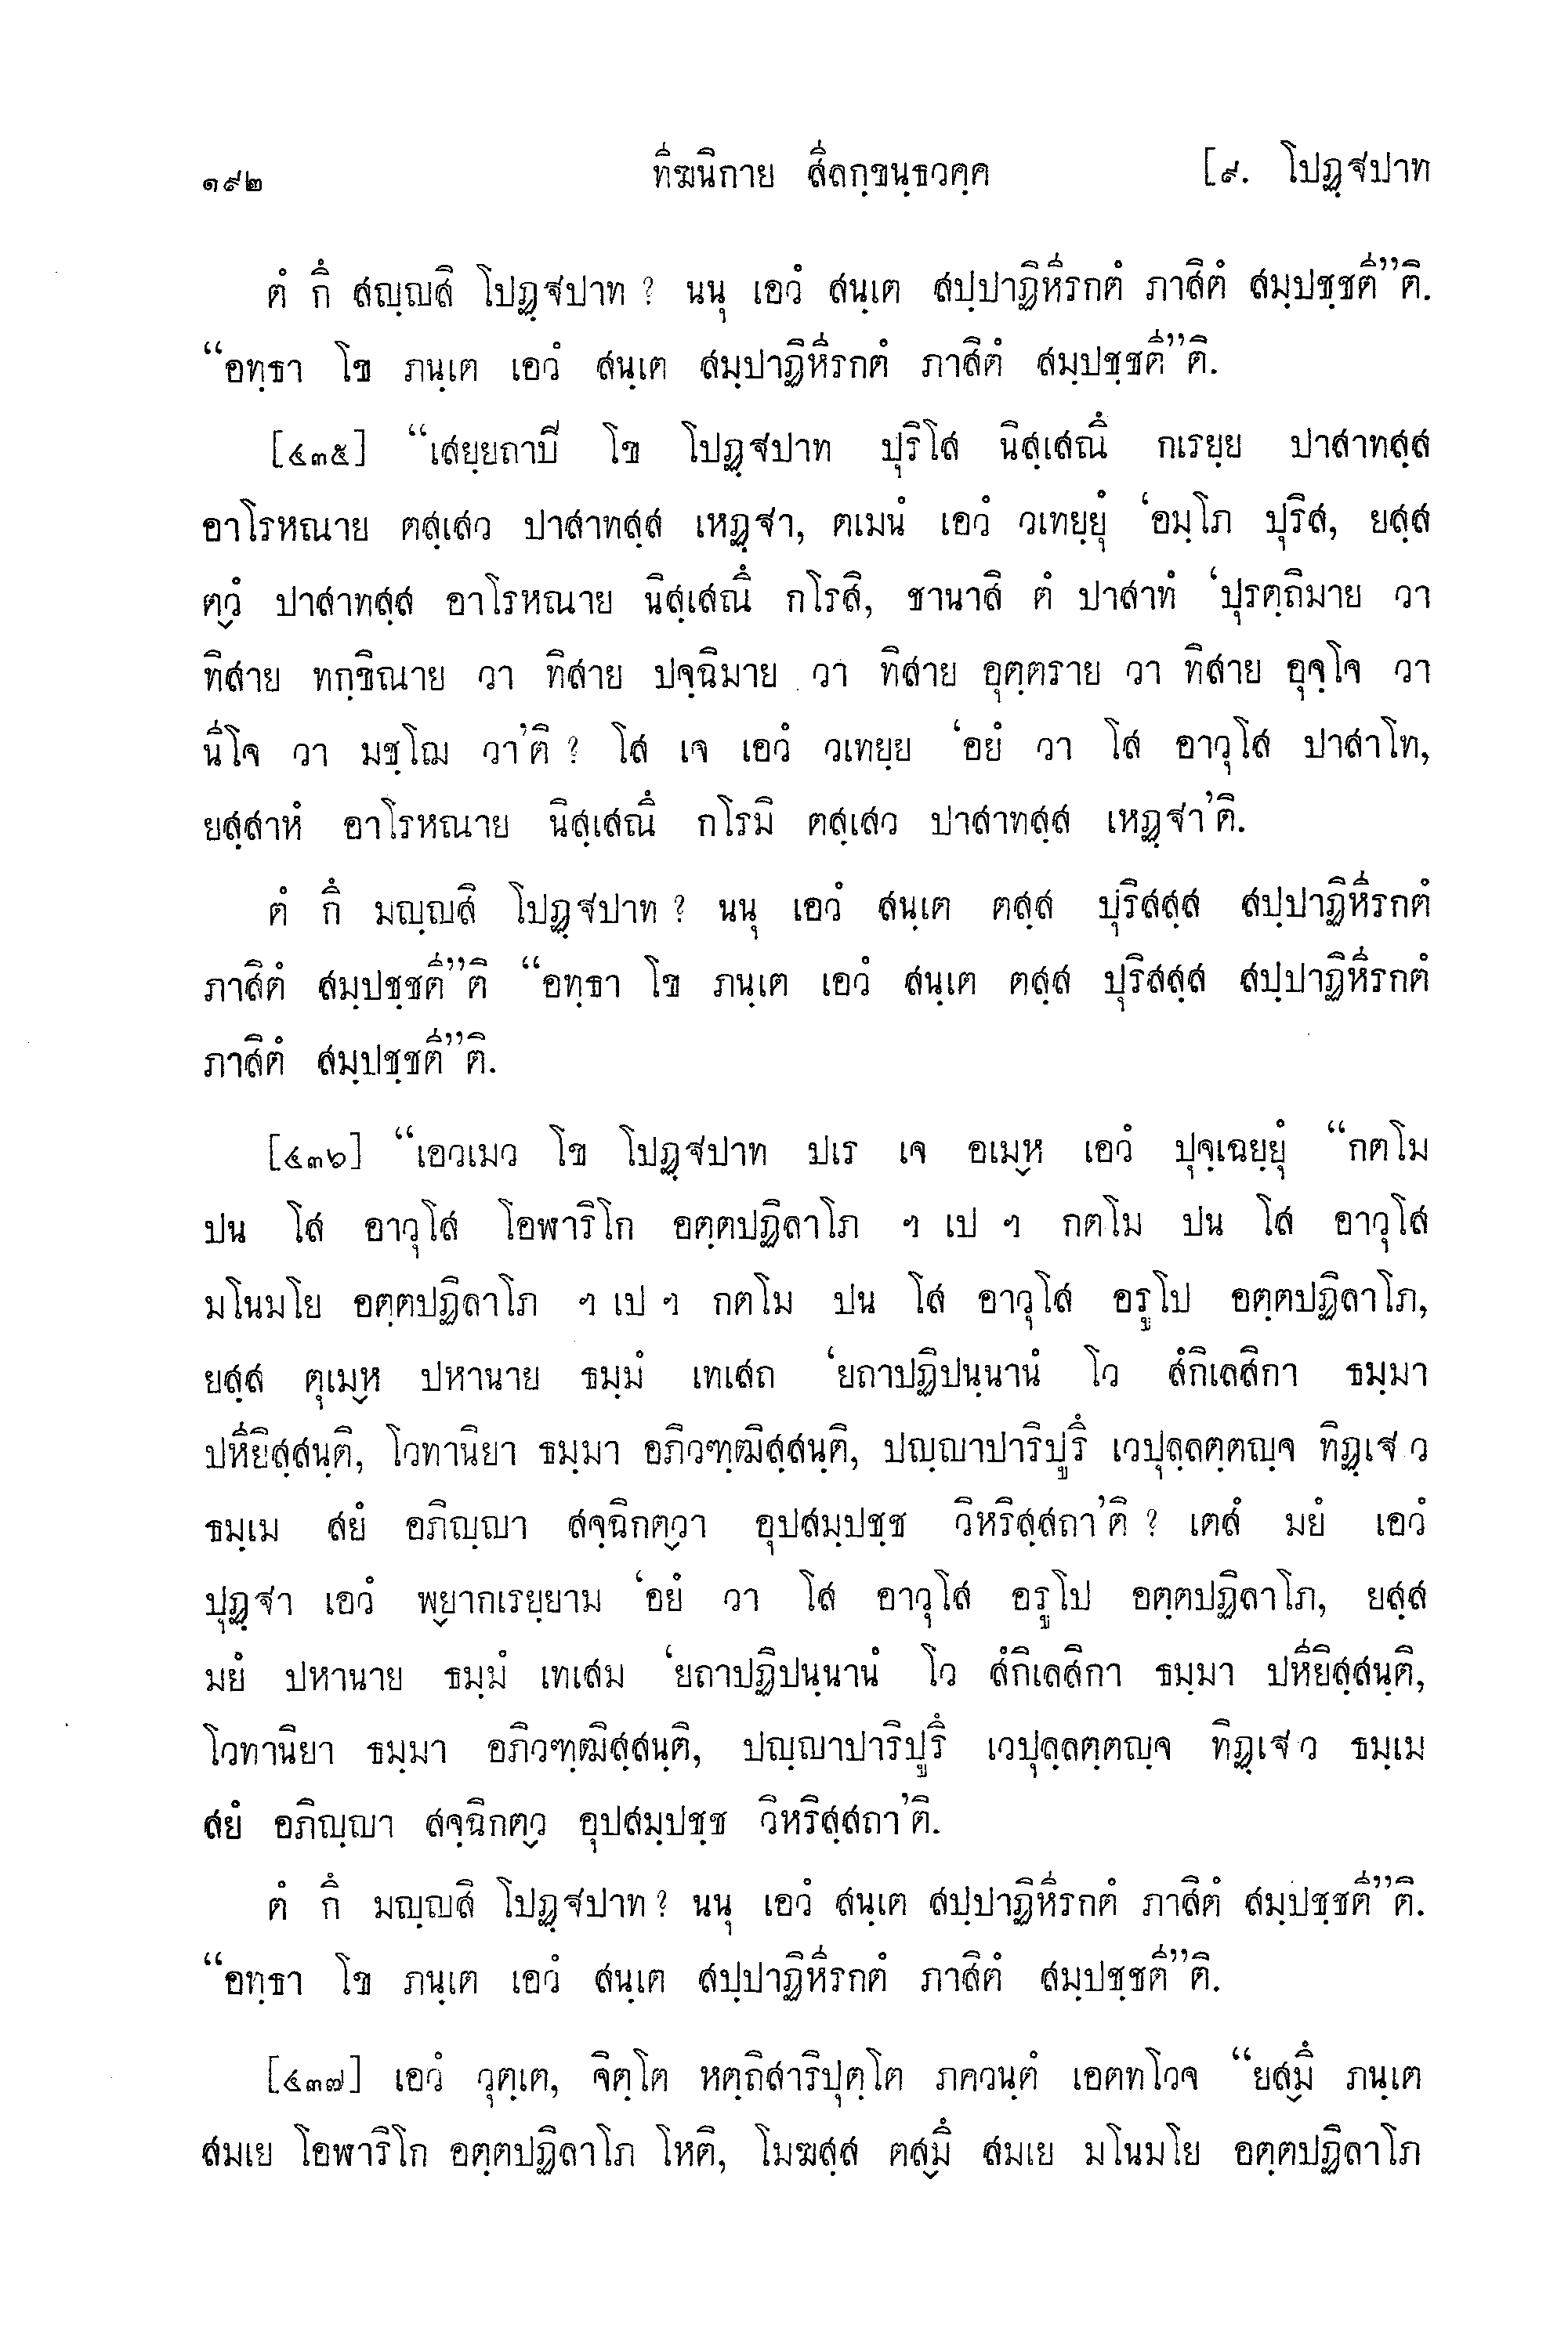 ๑๙๒ ทีฆนิกาย สีลกฺขนฺธวคฺค [๙. โปฏฺฐปาท
ตํ กึ สญฺญสิ โปฏฺฐปาท? นนุ เอวํ สนฺเต สปฺปาฏิหีรกตํ ภาสิตํ สมฺปชฺชตี”ติ.
“อทฺธา โข ภนฺเต เอวํ สนฺเต สมฺปาฏิหีรกตํ ภาสิตํ สมฺปชฺชตี”ติ.
[๔๓๕] “เสยฺยถาปี โข โปฏฺฐปาท ปุริโส นิสฺเสณึ กเรยฺย ปาสาทสฺส
อาโรหณาย ตสฺเสว ปาสาทสฺส เหฏฺฐา, ตเมนํ เอวํ วเทยฺยุํ ‘อมฺโภ ปุริส, ยสฺส
ตฺวํ ปาสาทสฺส อาโรหณาย นิสฺเสณึ กโรสิ, ชานาสิ ตํ ปาสาทํ ‘ปุรตฺถิมาย วา
ทิสาย ทกฺขิณาย วา ทิสาย ปจฺฉิมาย วา ทิสาย อุตฺตราย วา ทิสาย อุจฺโจ วา
นีโจ วา มชฺโฌ วา’ติ? โส เจ เอวํ วเทยฺย ‘อยํ วา โส อาวุโส ปาสาโท,
ยสฺสาหํ อาโรหณาย นิสฺเสณึ กโรมิ ตสฺเสว ปาสาทสฺส เหฏฺฐา’ติ.
ตํ กึ มญฺญสิ โปฏฺฐปาท? นนุ เอวํ สนฺเต ตสฺส ปุริสสฺส สปฺปาฏิหีรกตํ
ภาสิตํ สมฺปชฺชตี”ติ “อทฺธา โข ภนฺเต เอวํ สนฺเต ตสฺส ปุริสสฺส สปฺปาฏิหีรกตํ
ภาสิตํ สมฺปชฺชตี”ติ.
[๔๓๖] “เอวเมว โข โปฏฺฐปาท ปเร เจ อเมฺห เอวํ ปุจฺเฉยฺยุํ “กตโม
ปน โส อาวุโส โอฬาริโก อตฺตปฏิลาโภ ฯ เป ฯ กตโม ปน โส อาวุโส
มโนมโย อตฺตปฏิลาโภ ฯ เป ฯ กตโม ปน โส อาวุโส อรูโป อตฺตปฏิลาโภ,
ยสฺส ตุเมฺห ปหานาย ธมฺมํ เทเสถ ‘ยถาปฏิปนฺนานํ โว สํกิเลสิกา ธมฺมา
ปหียิสฺสนฺติ, โวทานิยา ธมฺมา อภิวฑฺฒิสฺสนฺติ, ปญฺญาปาริปูรึ เวปุลฺลตฺตญฺจ ทิฏฺเฐว
ธมฺเม สยํ อภิญฺญา สจฺฉิกตฺวา อุปสมฺปชฺช วิหริสฺสถา’ติ? เตสํ มยํ เอวํ
ปุฏฺฐา เอวํ พฺยากเรยฺยาม ‘อยํ วา โส อาวุโส อรูโป อตฺตปฏิลาโภ, ยสฺส
มยํ ปหานาย ธมฺมํ เทเสม ‘ยถาปฏิปนฺนานํ โว สํกิเลสิกา ธมฺมา ปหียิสฺสนฺติ,
โวทานิยา ธมฺมา อภิวฑฺฒิสฺสนฺติ, ปญฺญาปาริปูรึ เวปุลฺลตฺตญฺจ ทิฏฺเฐว ธมฺเม
สยํ อภิญฺญา สจฺฉิกตฺว อุปสมฺปชฺช วิหริสฺสถา’ติ.
ตํ กึ มญฺญสิ โปฏฺฐปาท? นนุ เอวํ สนฺเต สปฺปาฏิหีรกตํ ภาสิตํ สมฺปชฺชตี”ติ.
“อทฺธา โข ภนฺเต เอวํ สนฺเต สปฺปาฏิหีรกตํ ภาสิตํ สมฺปชฺชตี”ติ.
[๔๓๗] เอวํ วุตฺเต, จิตฺโต หตฺถิสาริปุตฺโต ภควนฺตํ เอตทโวจ “ยสฺมึ ภนฺเต
สมเย โอฬาริโก อตฺตปฏิลาโภ โหติ, โมฆสฺส ตสฺมึ สมเย มโนมโย อตฺตปฏิลาโภ